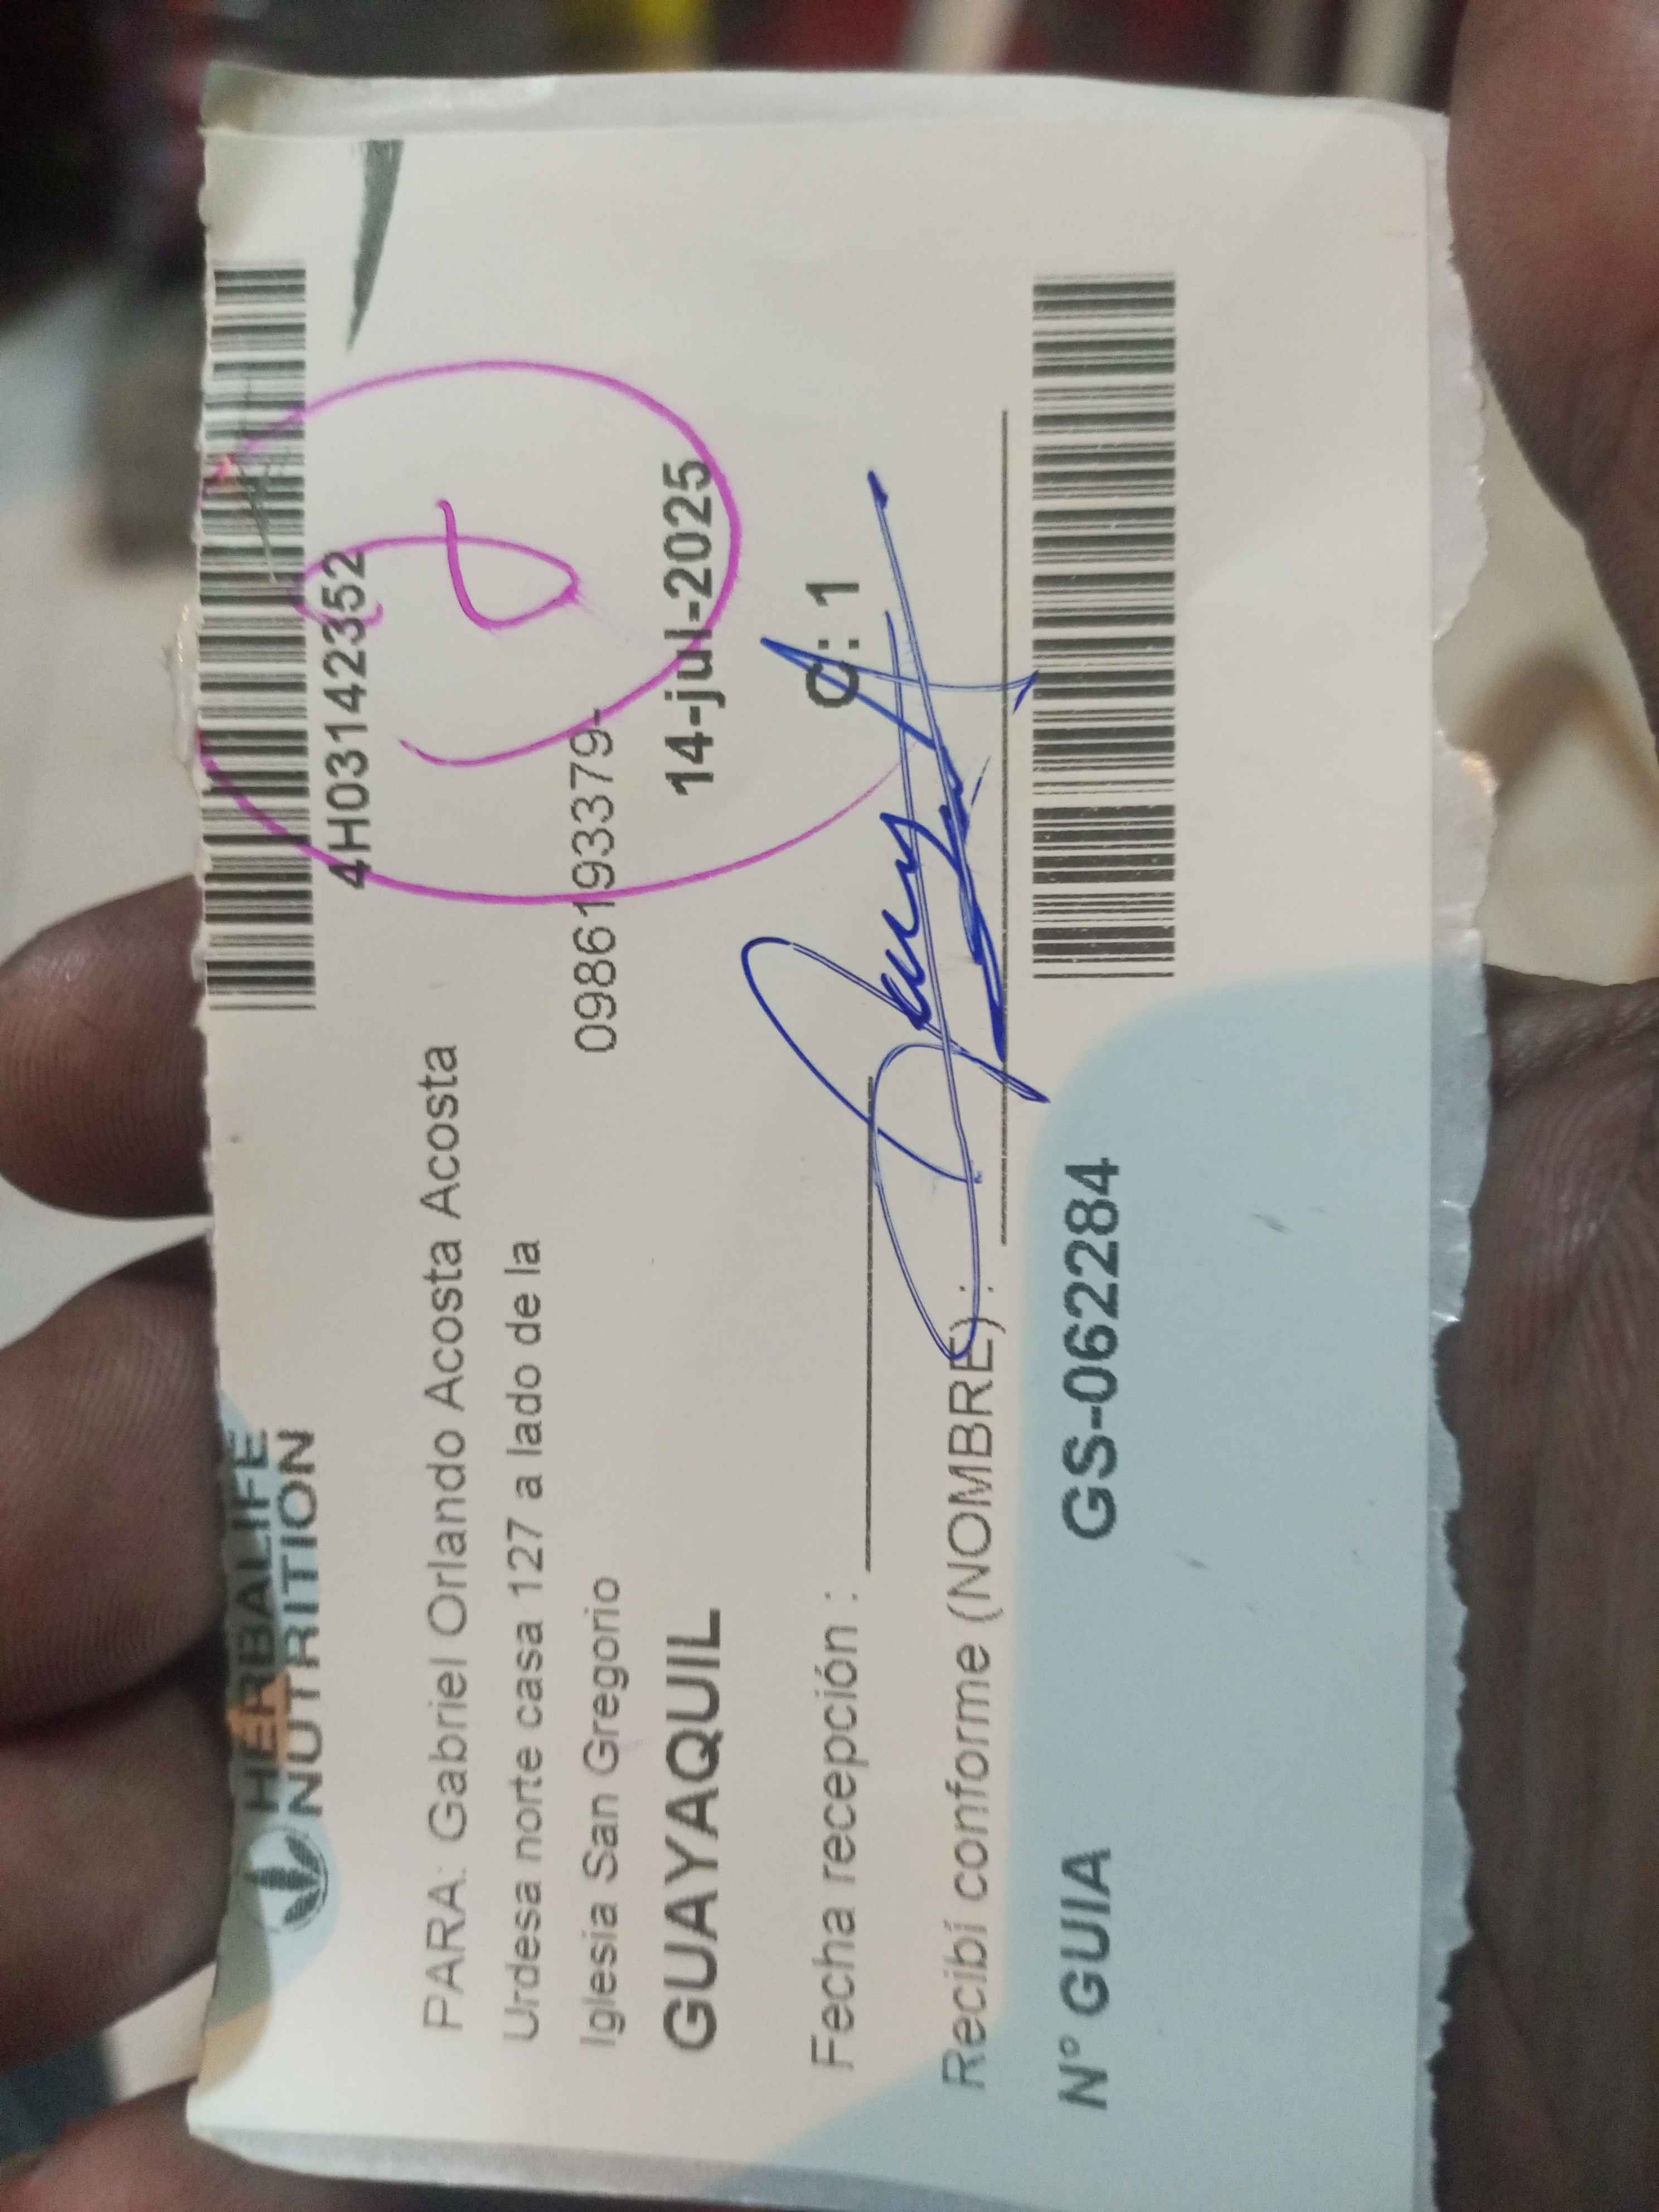 HERBALIFE
NUTRITION
4H03142352
PARA: Gabriel Orlando Acosta Acosta
Urdesa norte casa 127 a lado de la
Iglesia San Gregorio
0986193379-
GUAYAQUIL
14-jul-2025
Fecha recepción :
C: 1
Recibí conforme (NOMBRE) :
N° GUIA
GS-062284